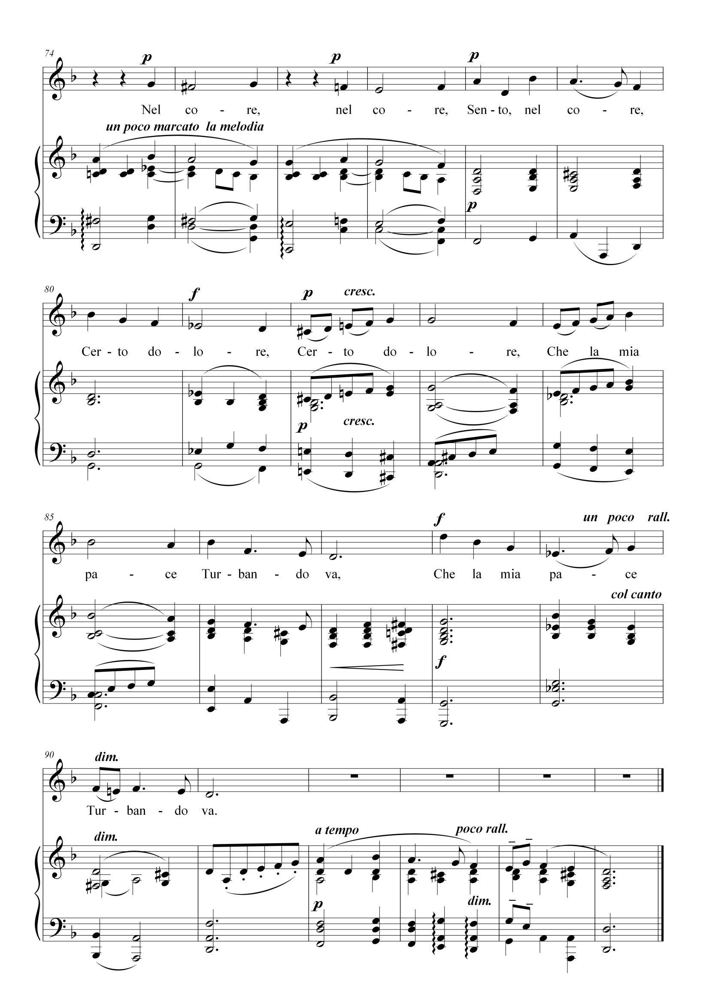 74
p p p
Nel co - re, nel co - re, Sen - to, nel co - re,
un poco marcato la melodia
p
80
f p cresc.
Cer - to do - lo - re, Cer - to do - lo - re, Che la mia
p cresc.
85
f un poco rall.
pa - ce Tur - ban - do va, Che la mia pa - ce
col canto
f
90
dim.
Tur - ban - do va.
dim. a tempo poco rall.
p dim.